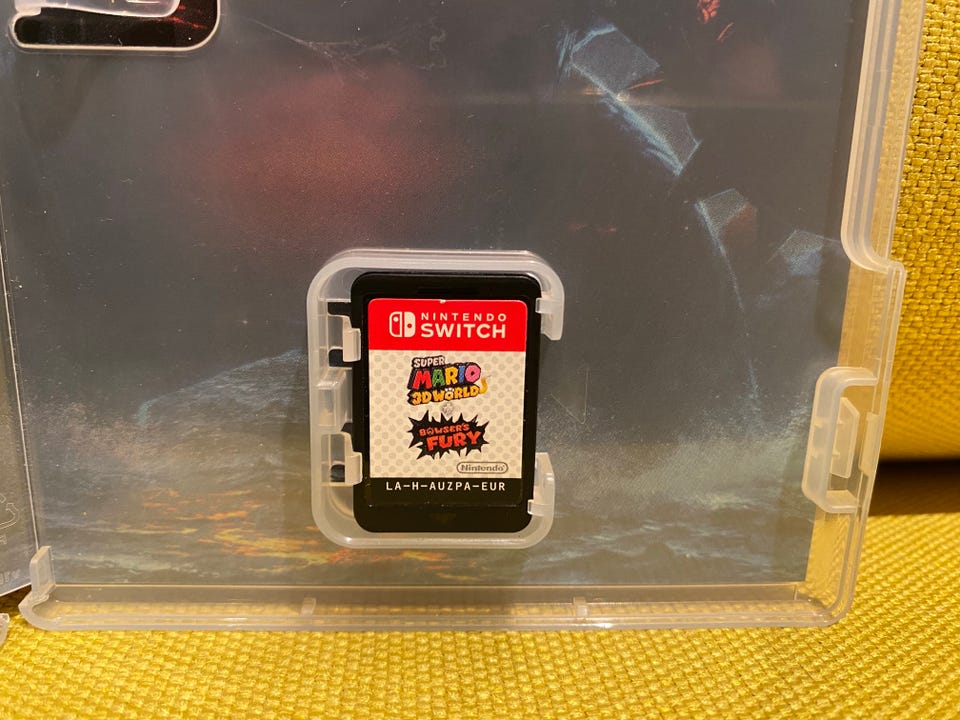 NINTENDO
SWITCH
SUPER
MARIO
3D WORLD
+
BOWSER'S
FURY
Nintendo
LA-H-AUZPA-EUR